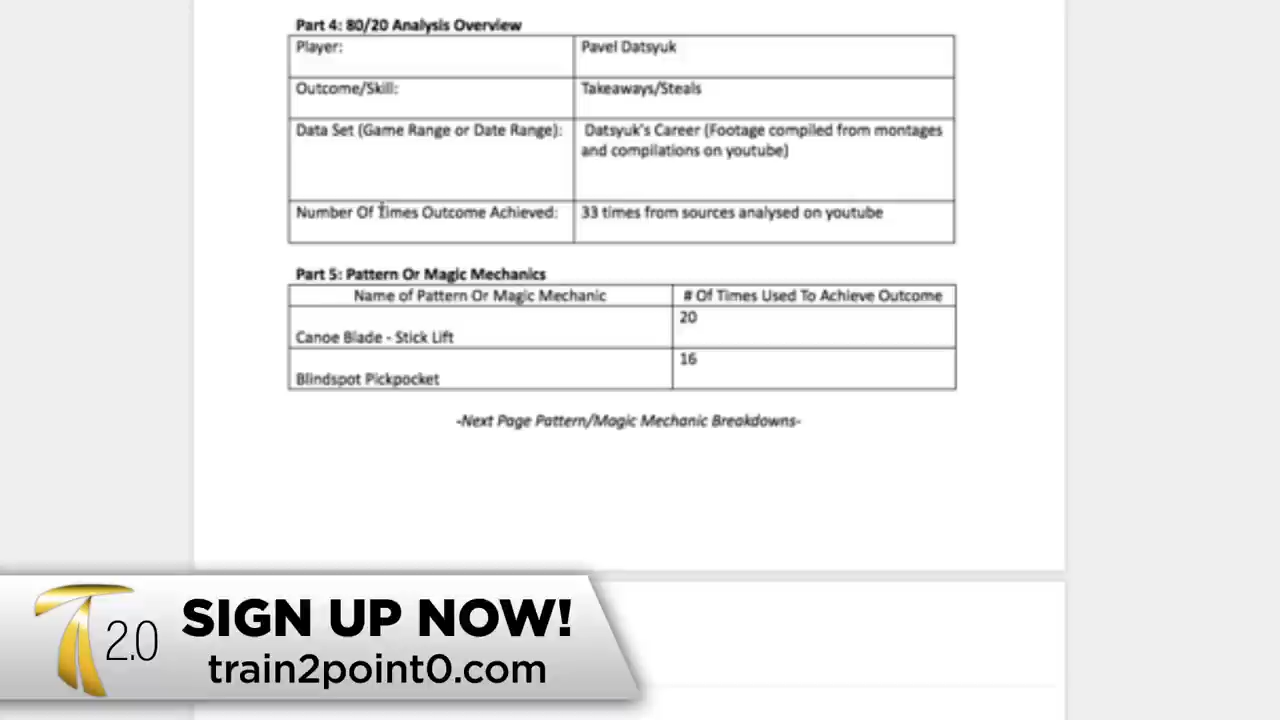 Part 4: 80/20 Analysis Overview
Player: Pavel Datsyuk
Outcome/Skill: Takeaways/Steals
Data Set (Game Range or Date Range): Datsyuk's Career (Footage compiled from montages
and compilations on youtube)
Number Of Times Outcome Achieved: 33 times from sources analysed on youtube
Part 5: Pattern Or Magic Mechanics
Name of Pattern Or Magic Mechanic # Of Times Used To Achieve Outcome
20
Canoe Blade - Stick Lift
16
Blindspot Pickpocket
-Next Page Pattern/Magic Mechanic Breakdowns-
T 2.0
SIGN UP NOW!
train2point0.com